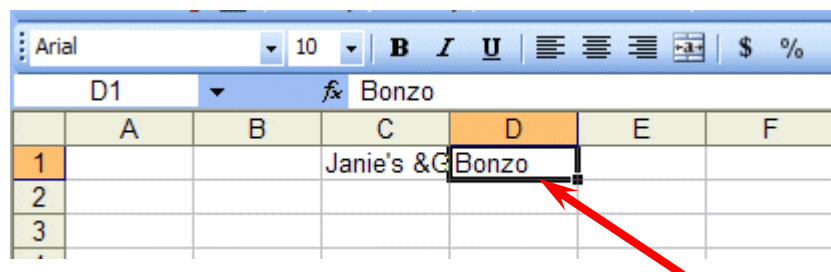 Arial 10 B I U $ %
D1 fx Bonzo
A B C D E F
1 Janie's &G Bonzo
2
3